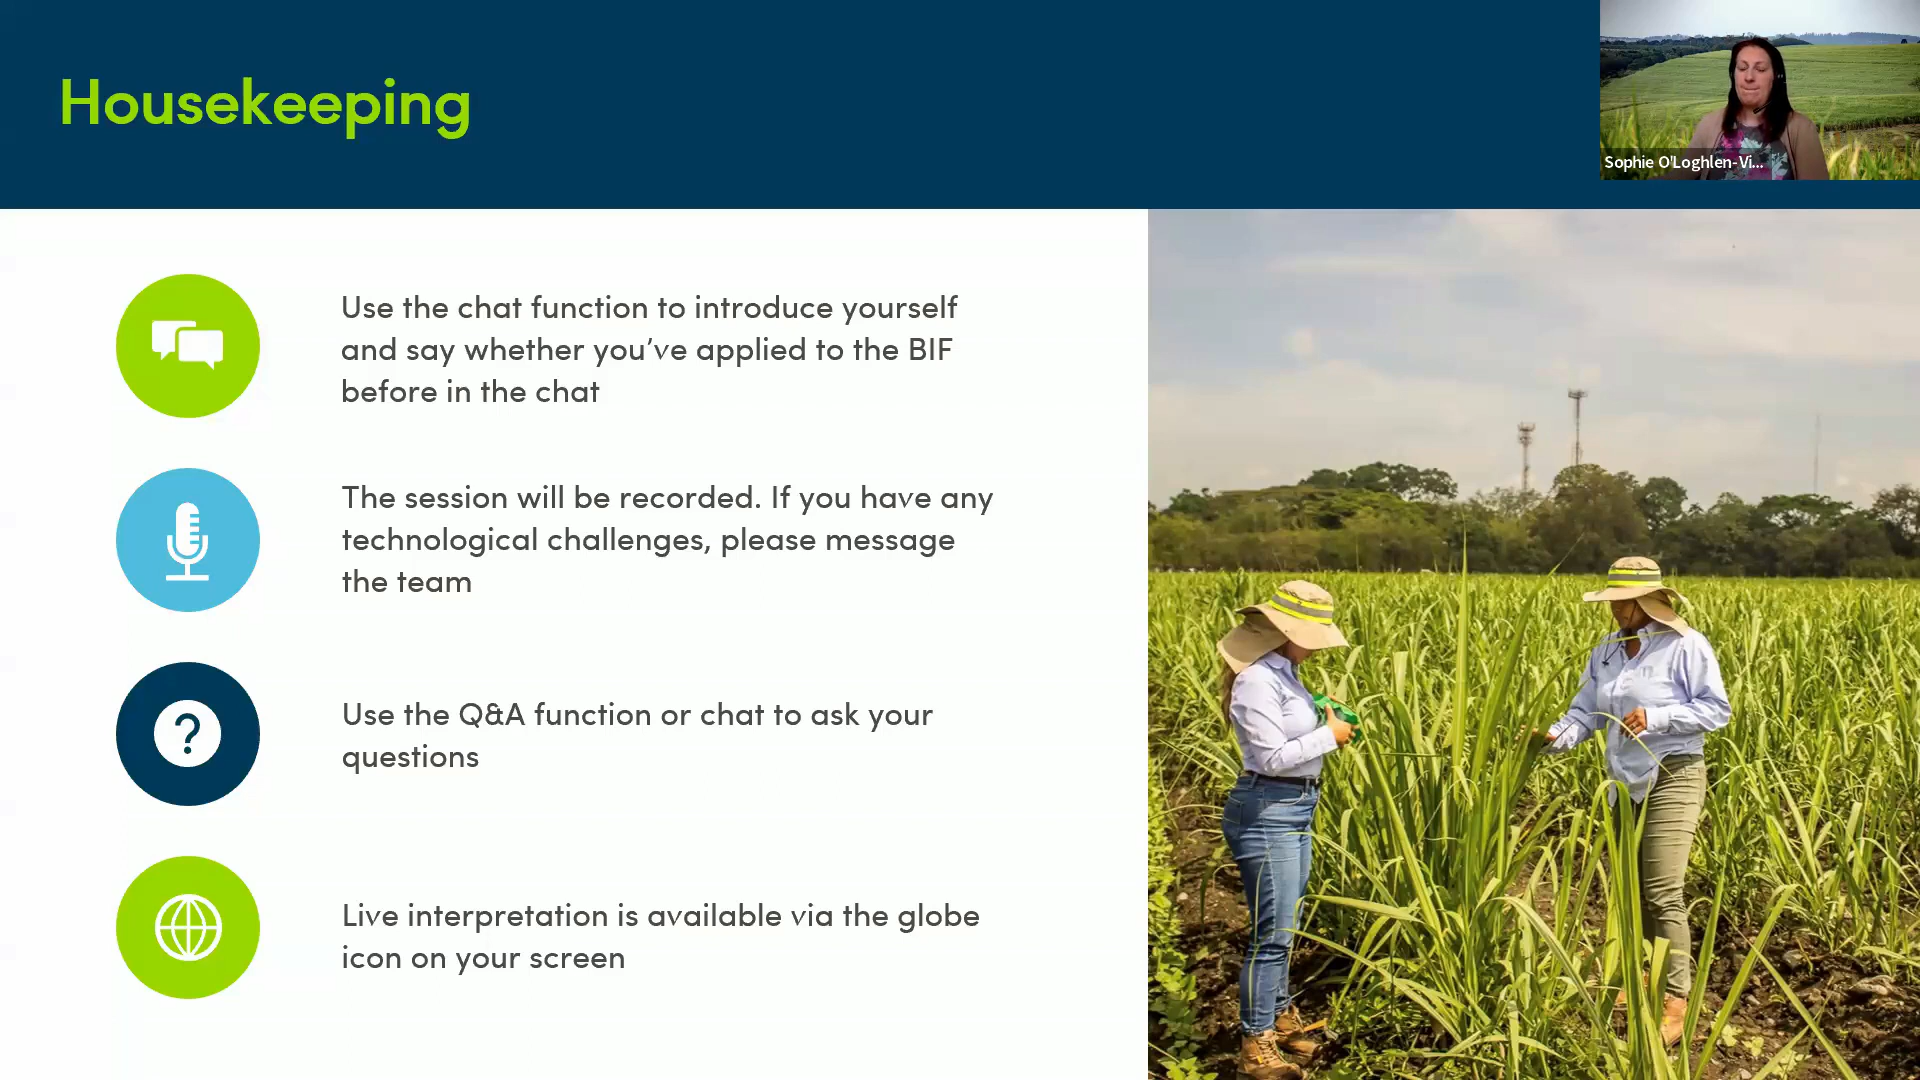 Housekeeping
Sophie O'Loghlen-Vi...
Use the chat function to introduce yourself
and say whether you’ve applied to the BIF
before in the chat
The session will be recorded. If you have any
technological challenges, please message
the team
?
Use the Q&A function or chat to ask your
questions
Live interpretation is available via the globe
icon on your screen